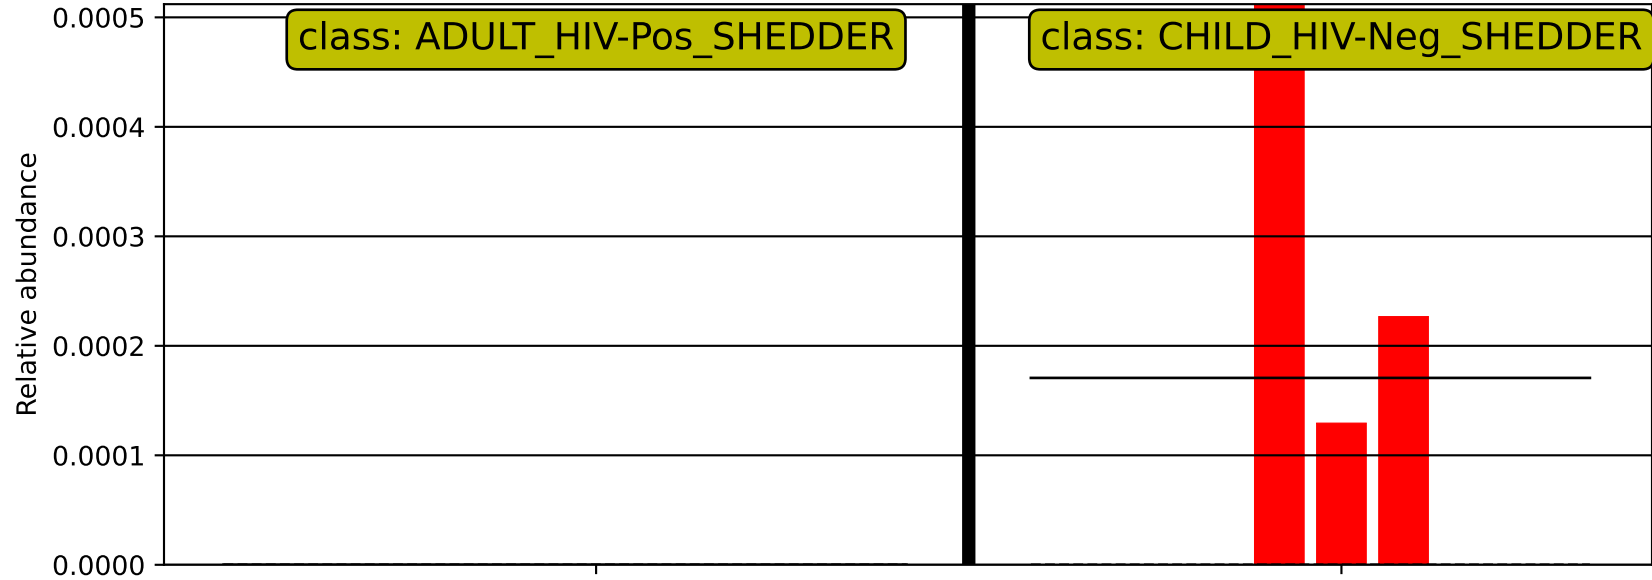 class: ADULT_HIV-Pos_SHEDDER
class: CHILD_HIV-Neg_SHEDDER
Relative abundance
0.0005
0.0004
0.0003
0.0002
0.0001
0.0000